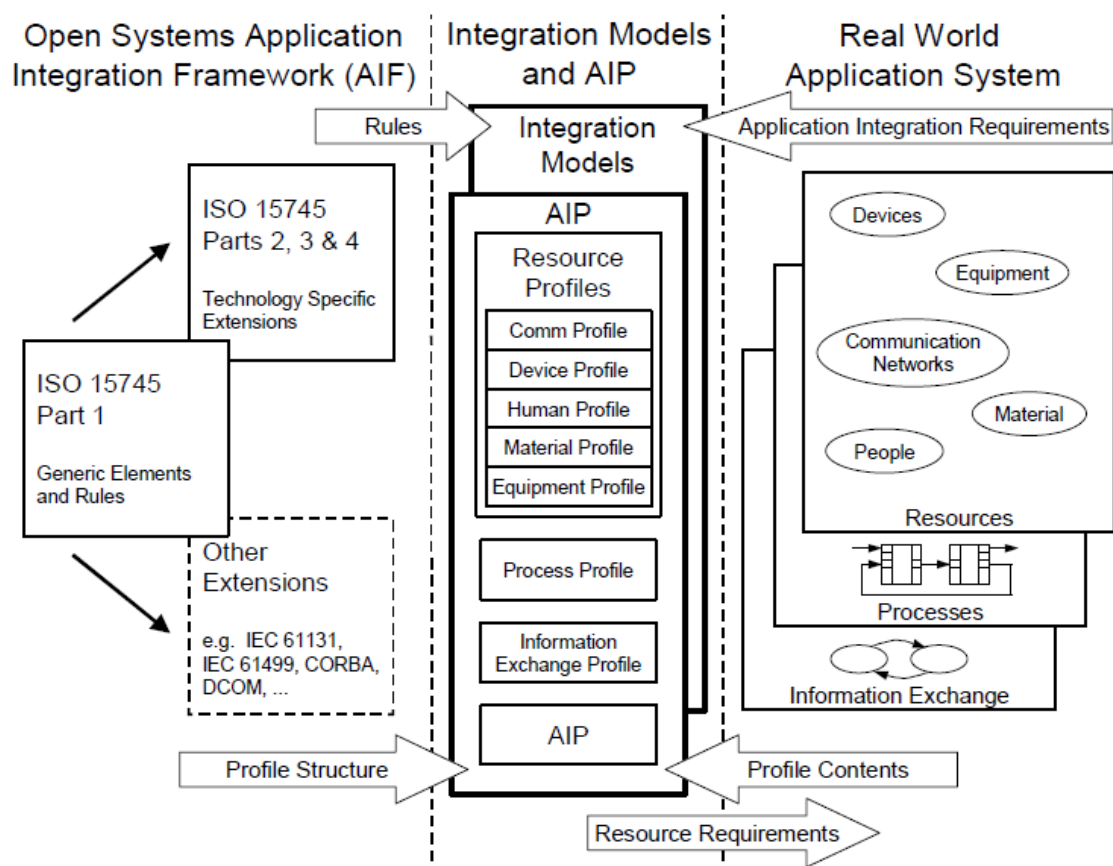 Open Systems Application
Integration Framework (AIF)
Integration Models
and AIP
Real World
Application System
Rules
Integration
Models
Application Integration Requirements
ISO 15745
Parts 2, 3 & 4
Technology Specific
Extensions
ISO 15745
Part 1
Generic Elements
and Rules
Other
Extensions
e.g. IEC 61131,
IEC 61499, CORBA,
DCOM, ...
AIP
Resource
Profiles
Comm Profile
Device Profile
Human Profile
Material Profile
Equipment Profile
Process Profile
Information
Exchange Profile
AIP
Devices
Equipment
Communication
Networks
Material
People
Resources
Processes
Information Exchange
Profile Structure
Profile Contents
Resource Requirements